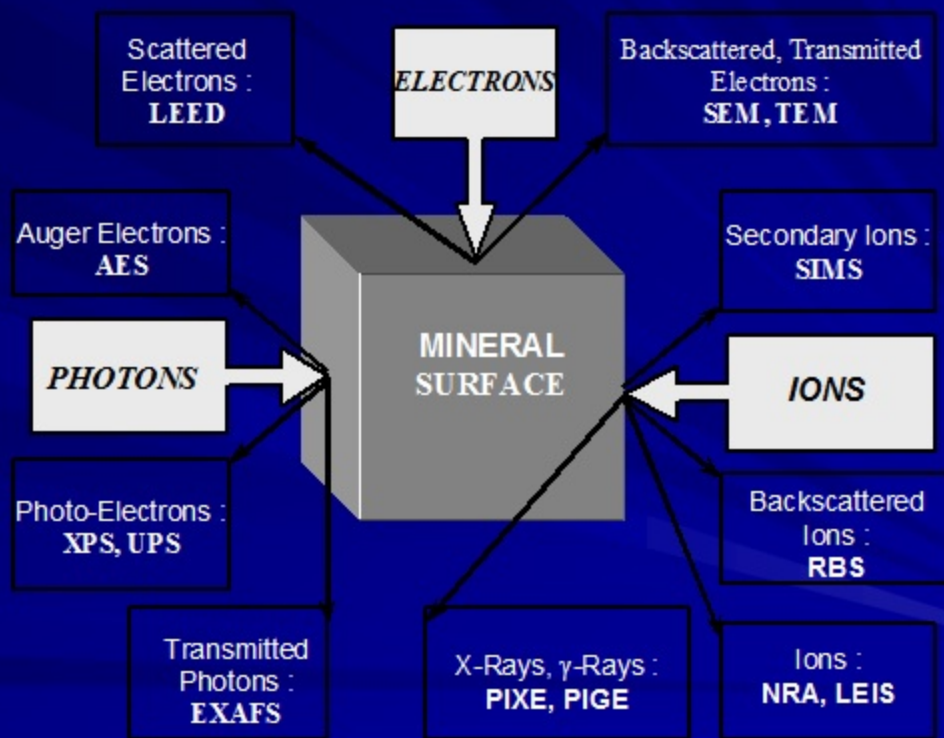 Scattered
Electrons :
LEED
ELECTRONS
Backscattered, Transmitted
Electrons :
SEM, TEM
Auger Electrons :
AES
Secondary Ions :
SIMS
PHOTONS
MINERAL
SURFACE
IONS
Photo-Electrons :
XPS, UPS
Backscattered
Ions :
RBS
Transmitted
Photons :
EXAFS
X-Rays, γ-Rays :
PIXE, PIGE
Ions :
NRA, LEIS